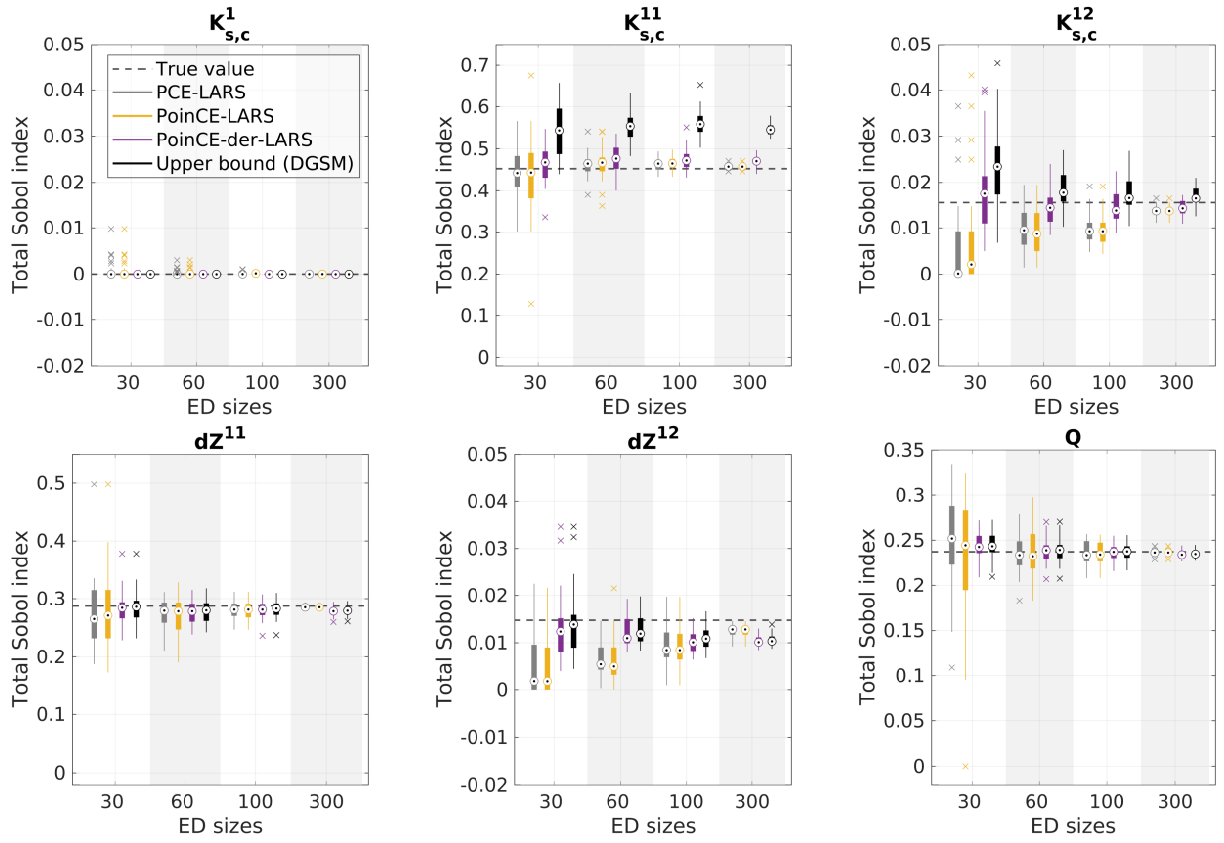 K¹s,c
0.05
0.04
0.03
0.02
0.01
0
-0.01
-0.02
Total Sobol index
True value
PCE-LARS
PoinCE-LARS
PoinCE-der-LARS
Upper bound (DGSM)
30 60 100 300
ED sizes
K¹¹s,c
0.7
0.6
0.5
0.4
0.3
0.2
0.1
0
Total Sobol index
30 60 100 300
ED sizes
K¹²s,c
0.05
0.04
0.03
0.02
0.01
0
-0.01
-0.02
Total Sobol index
30 60 100 300
ED sizes
dZ¹¹
0.5
0.4
0.3
0.2
0.1
0
Total Sobol index
30 60 100 300
ED sizes
dZ¹²
0.05
0.04
0.03
0.02
0.01
0
-0.01
-0.02
Total Sobol index
30 60 100 300
ED sizes
Q
0.35
0.3
0.25
0.2
0.15
0.1
0.05
0
Total Sobol index
30 60 100 300
ED sizes